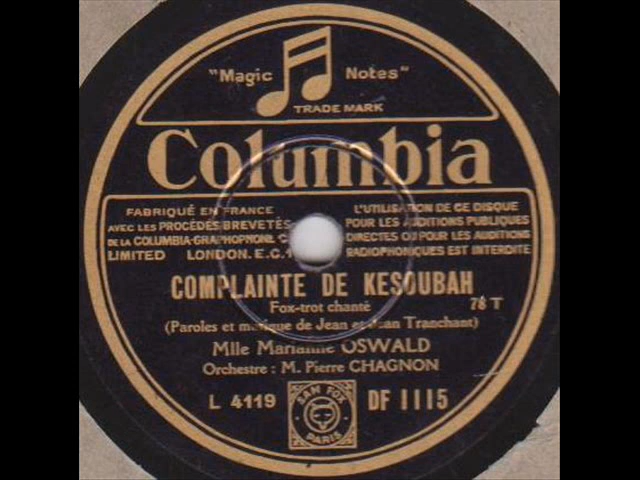 "Magic Notes"
TRADE MARK
Columbia
FABRIQUÉ EN FRANCE
AVEC LES PROCÉDÉS BREVETÉS
DE LA COLUMBIA-GRAPHOPHONE
LIMITED LONDON. E.C.1
L'UTILISATION DE CE DISQUE
POUR LES AUDITIONS PUBLIQUES
DIRECTES OU POUR LES AUDITIONS
RADIOPHONIQUES EST INTERDITE
COMPLAINTE DE KESOUBAH
Fox-trot chanté 78 T
(Paroles et musique de Jean et Jean Tranchant)
Mlle Marianne OSWALD
Orchestre : M. Pierre CHAGNON
L 4119 DF 1115
SAM FOX
PARIS